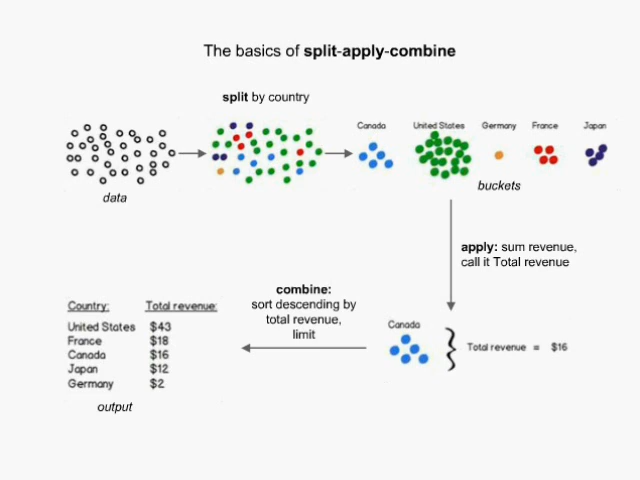 The basics of split-apply-combine
split by country
Canada United States Germany France Japan
data
buckets
apply: sum revenue,
call it Total revenue
combine:
sort descending by
total revenue,
limit
Canada
Total revenue = $16
Country: Total revenue:
United States $43
France $18
Canada $16
Japan $12
Germany $2
output